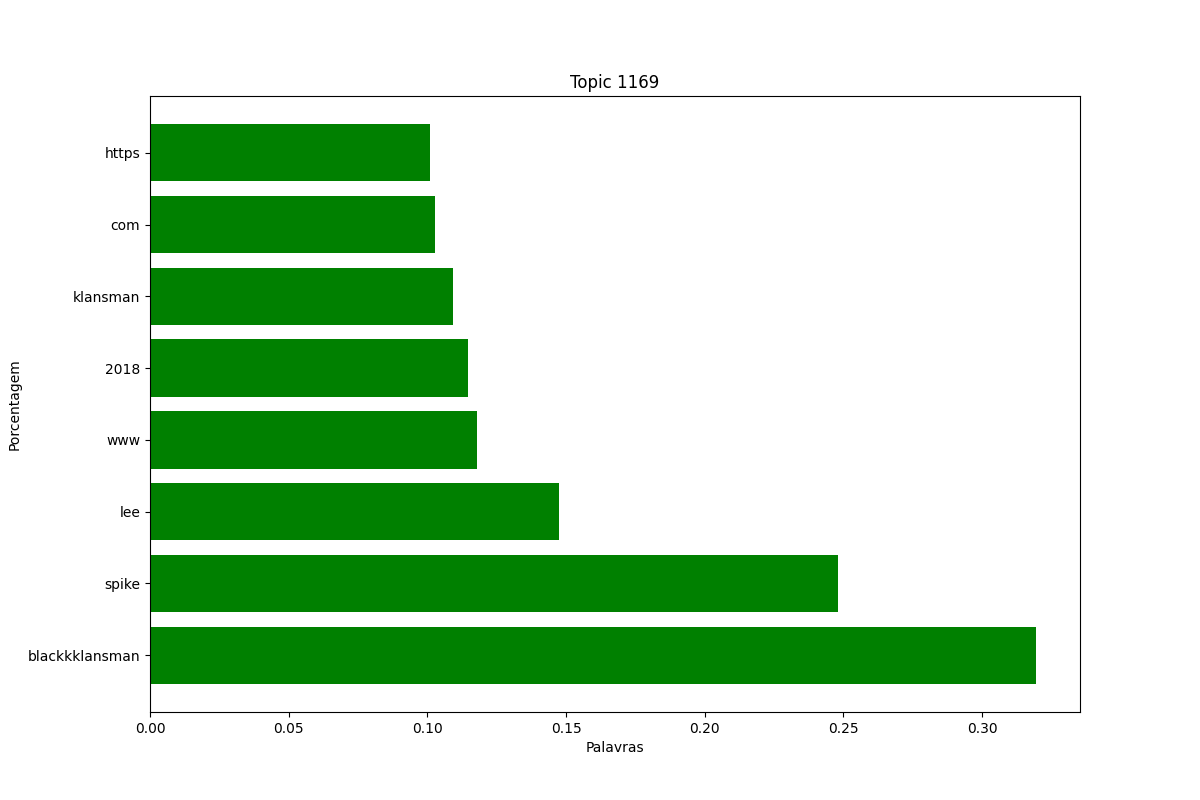 Topic 1169
https
com
klansman
2018
www
lee
spike
blackkklansman
Porcentagem
0.00 0.05 0.10 0.15 0.20 0.25 0.30
Palavras